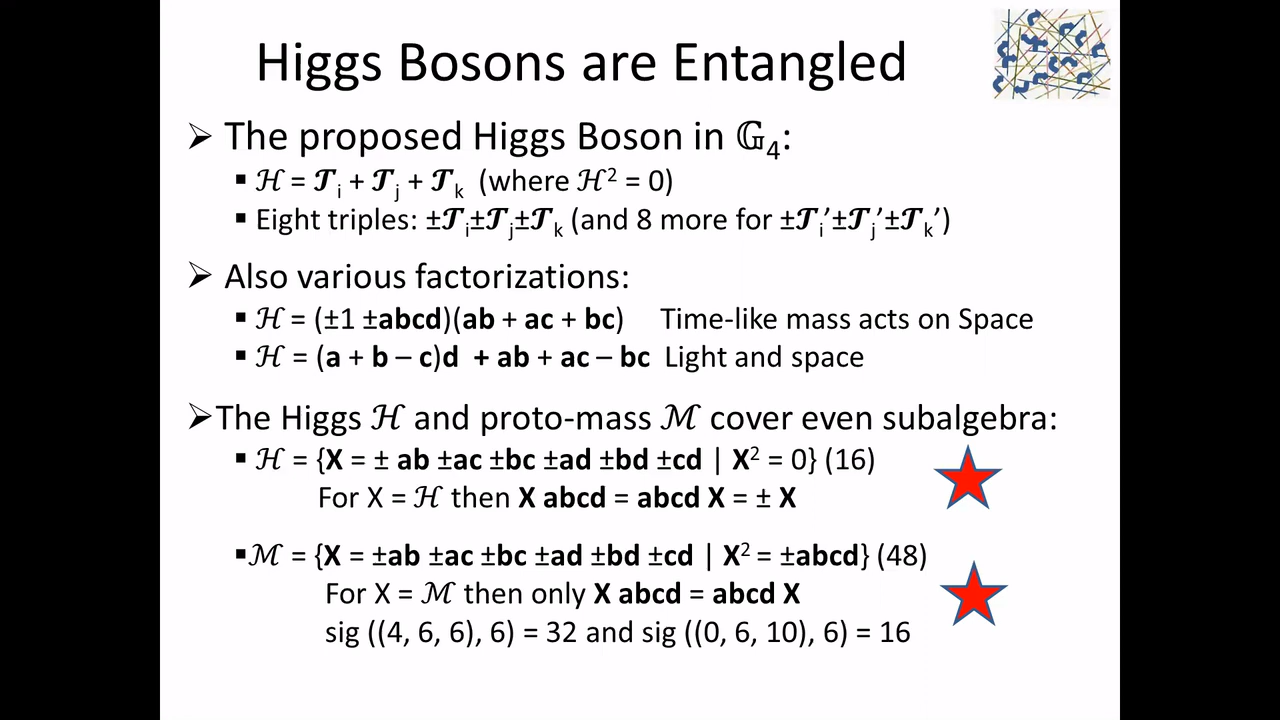 Higgs Bosons are Entangled
➢ The proposed Higgs Boson in 𝔾₄:
▪ ℋ = 𝓣ᵢ + 𝓣ⱼ + 𝓣ₖ (where ℋ² = 0)
▪ Eight triples: ±𝓣ᵢ±𝓣ⱼ±𝓣ₖ (and 8 more for ±𝓣ᵢ’±𝓣ⱼ’±𝓣ₖ’)
➢ Also various factorizations:
▪ ℋ = (±1 ±abcd)(ab + ac + bc) Time-like mass acts on Space
▪ ℋ = (a + b – c)d + ab + ac – bc Light and space
➢The Higgs ℋ and proto-mass ℳ cover even subalgebra:
▪ ℋ = {X = ± ab ±ac ±bc ±ad ±bd ±cd | X² = 0} (16)
For X = ℋ then X abcd = abcd X = ± X
▪ℳ = {X = ±ab ±ac ±bc ±ad ±bd ±cd | X² = ±abcd} (48)
For X = ℳ then only X abcd = abcd X
sig ((4, 6, 6), 6) = 32 and sig ((0, 6, 10), 6) = 16